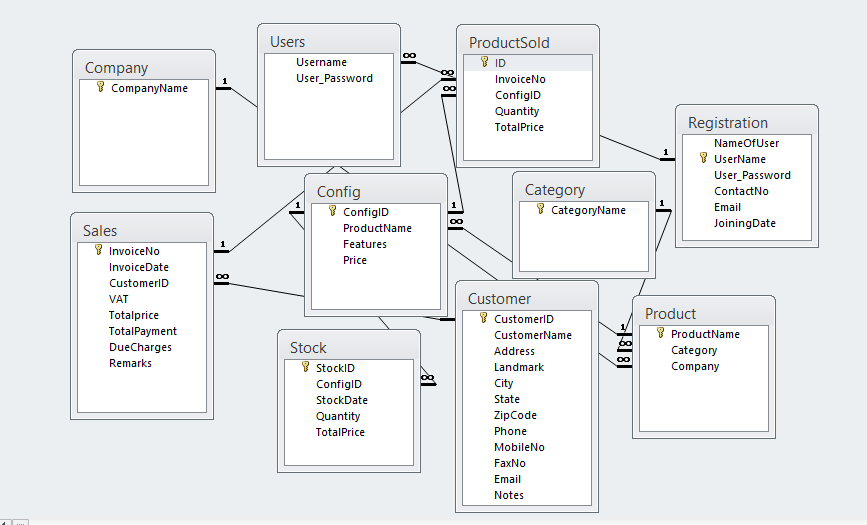 Company
CompanyName
1
Users
Username
User_Password
∞
ProductSold
ID
InvoiceNo
ConfigID
Quantity
TotalPrice
∞
∞
Registration
NameOfUser
UserName
User_Password
ContactNo
Email
JoiningDate
1
Sales
InvoiceNo
InvoiceDate
CustomerID
VAT
Totalprice
TotalPayment
DueCharges
Remarks
1
∞
Config
ConfigID
ProductName
Features
Price
1
1
∞
Category
CategoryName
1
Stock
StockID
ConfigID
StockDate
Quantity
TotalPrice
∞
Customer
CustomerID
CustomerName
Address
Landmark
City
State
ZipCode
Phone
MobileNo
FaxNo
Email
Notes
Product
ProductName
Category
Company
1
∞
∞